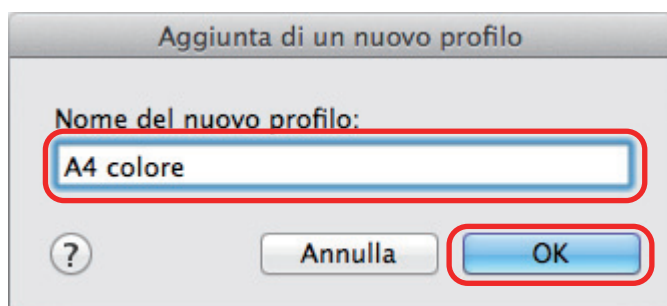 Aggiunta di un nuovo profilo
Nome del nuovo profilo:
A4 colore
? Annulla OK